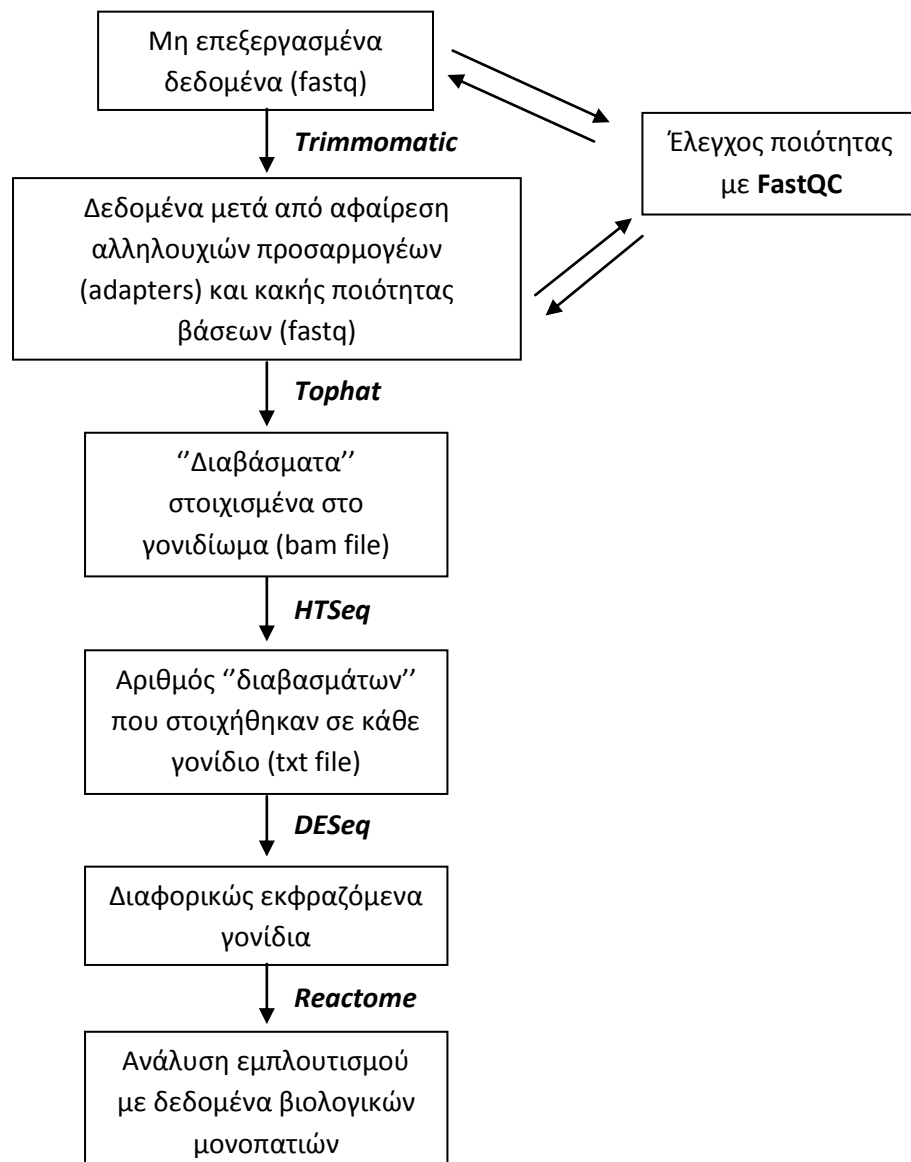 Μη επεξεργασμένα
δεδομένα (fastq)
Trimmomatic
Έλεγχος ποιότητας
με FastQC
Δεδομένα μετά από αφαίρεση
αλληλουχιών προσαρμογέων
(adapters) και κακής ποιότητας
βάσεων (fastq)
Tophat
‘’Διαβάσματα’’
στοιχισμένα στο
γονιδίωμα (bam file)
HTSeq
Αριθμός ‘’διαβασμάτων’’
που στοιχήθηκαν σε κάθε
γονίδιο (txt file)
DESeq
Διαφορικώς εκφραζόμενα
γονίδια
Reactome
Ανάλυση εμπλουτισμού
με δεδομένα βιολογικών
μονοπατιών